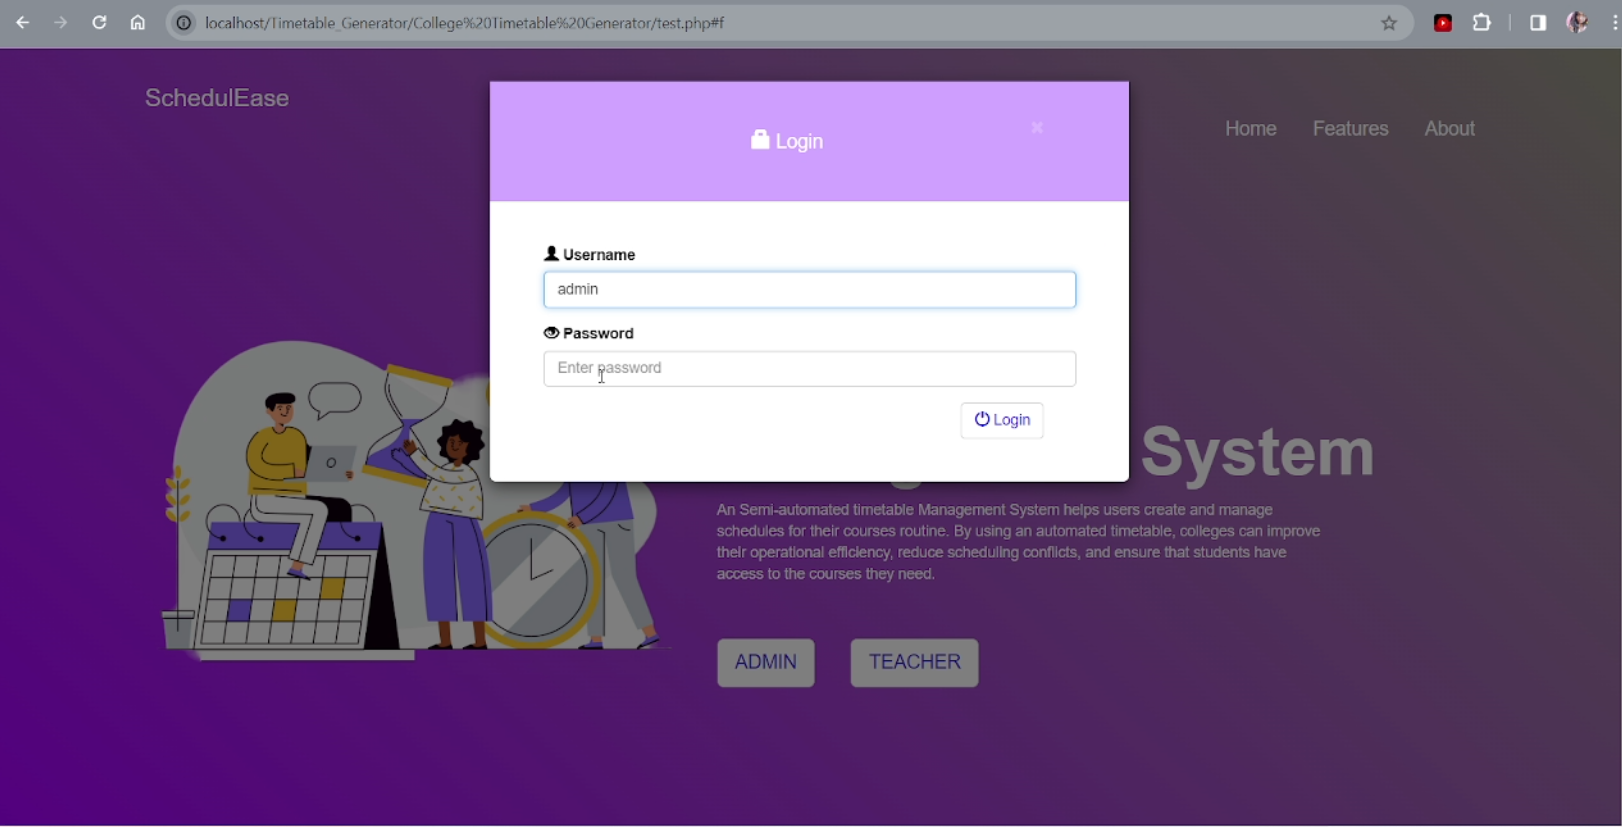 localhost/Timetable_Generator/College%20Timetable%20Generator/test.php#f
SchedulEase
Home Features About
Login
Username
admin
Password
Enter password
Login
System
An Semi-automated timetable Management System helps users create and manage
schedules for their courses routine. By using an automated timetable, colleges can improve
their operational efficiency, reduce scheduling conflicts, and ensure that students have
access to the courses they need.
ADMIN TEACHER